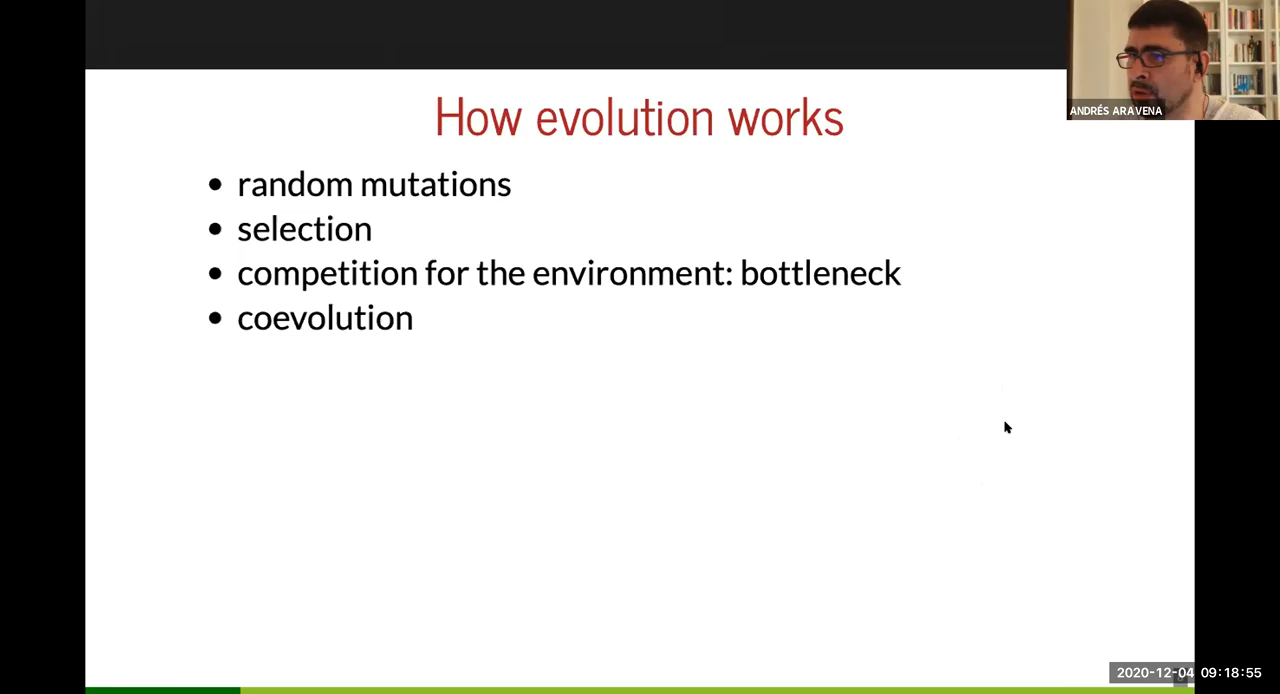 How evolution works
ANDRÉS ARAVENA
• random mutations
• selection
• competition for the environment: bottleneck
• coevolution
2020-12-04 09:18:55